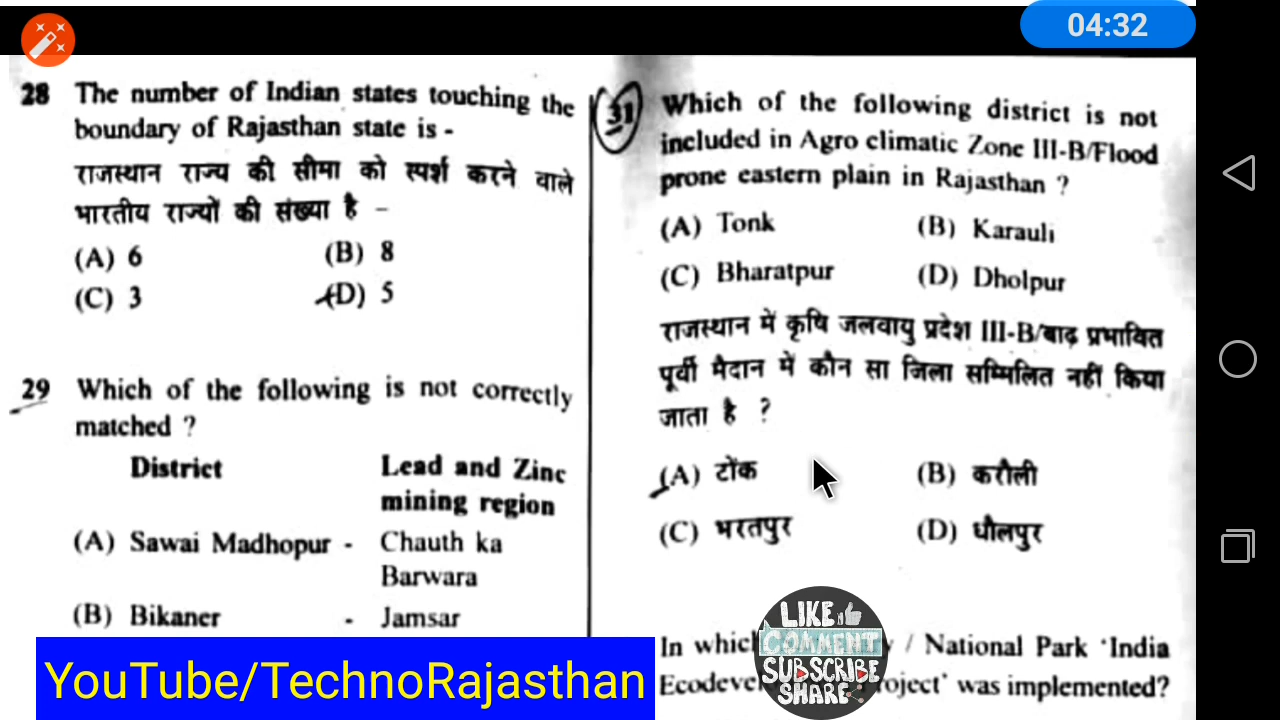 04:32
28 The number of Indian states touching the
boundary of Rajasthan state is -
राजस्थान राज्य की सीमा को स्पर्श करने वाले
भारतीय राज्यों की संख्या है -
(A) 6 (B) 8
(C) 3 (D) 5
29 Which of the following is not correctly
matched ?
District Lead and Zinc
mining region
(A) Sawai Madhopur - Chauth ka
Barwara
(B) Bikaner - Jamsar
31 Which of the following district is not
included in Agro climatic Zone III-B/Flood
prone eastern plain in Rajasthan ?
(A) Tonk (B) Karauli
(C) Bharatpur (D) Dholpur
राजस्थान में कृषि जलवायु प्रदेश III-B/बाढ़ प्रभावित
पूर्वी मैदान में कौन सा जिला सम्मिलित नहीं किया
जाता है ?
(A) टोंक (B) करौली
(C) भरतपुर (D) धौलपुर
In / National Park 'India
was implemented?
LIKE
COMMENT
SUBSCRIBE
SHARE
YouTube/TechnoRajasthan